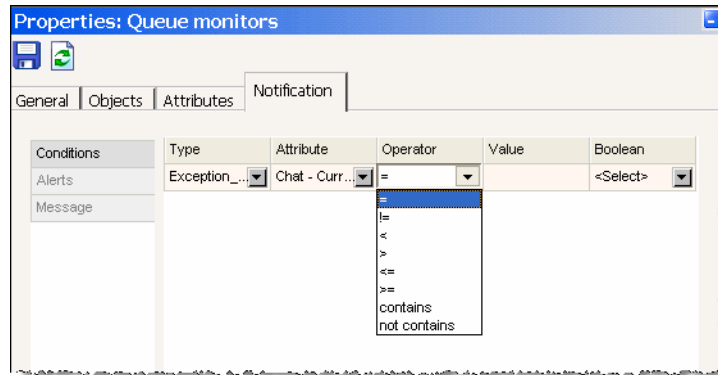 Properties: Queue monitors
General Objects Attributes Notification
Conditions
Alerts
Message
Type Attribute Operator Value Boolean
Exception_... Chat - Curr... = <Select>
=
!=
<
>
<=
>=
contains
not contains